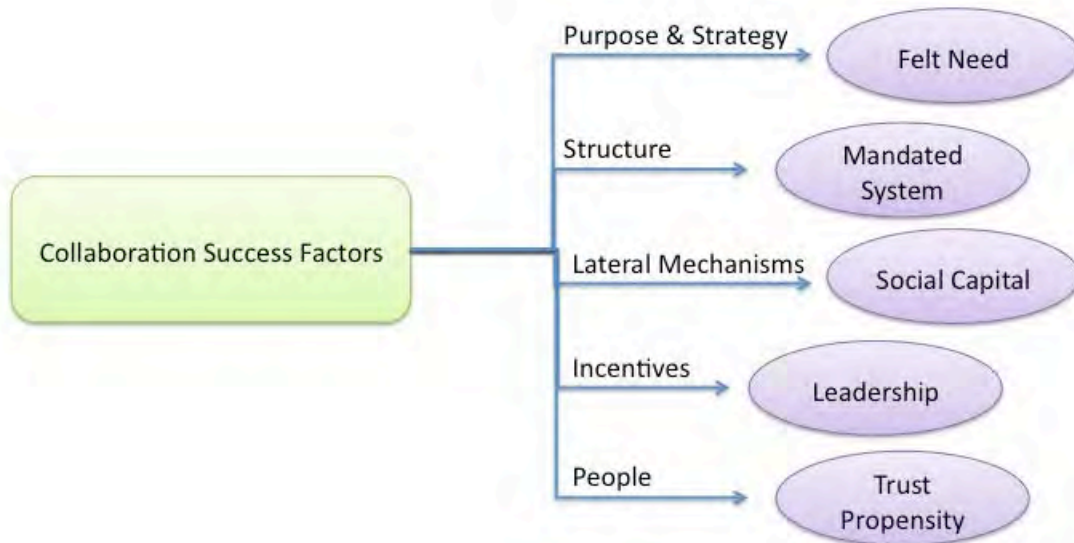 Purpose & Strategy
Felt Need
Structure
Mandated
System
Collaboration Success Factors
Lateral Mechanisms
Social Capital
Incentives
Leadership
People
Trust
Propensity